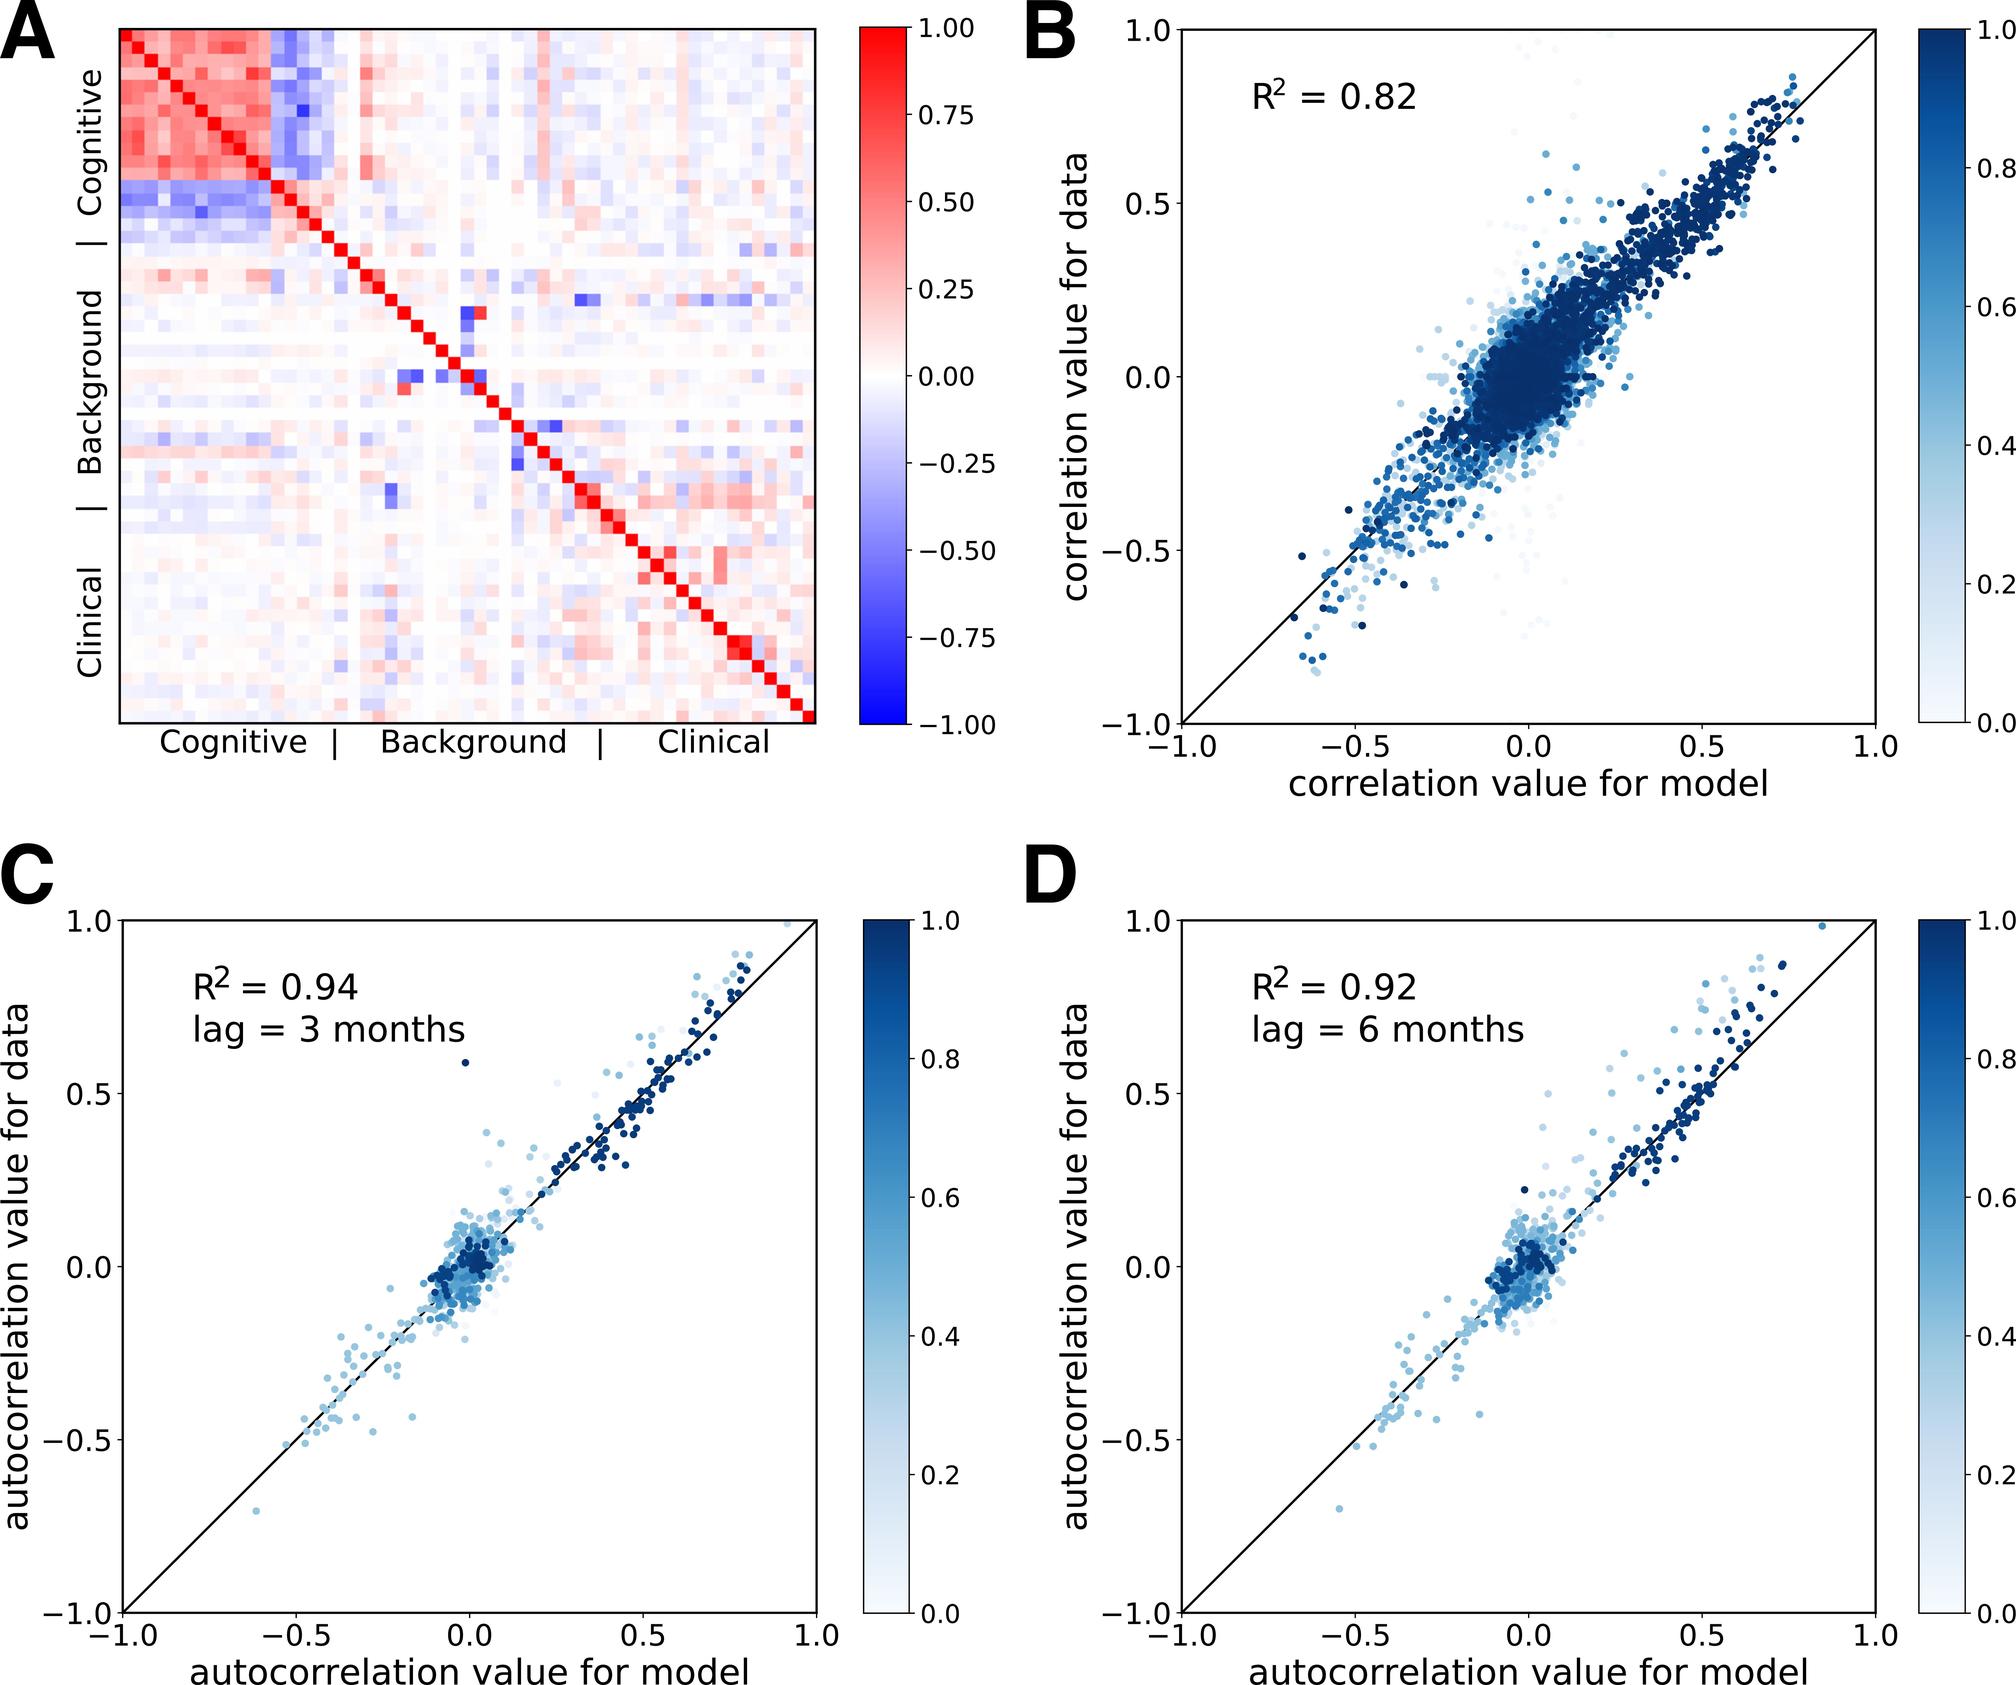 A
Cognitive
|
Background
|
Clinical
Cognitive | Background | Clinical
1.00
0.75
0.50
0.25
0.00
−0.25
−0.50
−0.75
−1.00
B
R² = 0.82
correlation value for data
1.0
0.5
0.0
−0.5
−1.0
−1.0 −0.5 0.0 0.5 1.0
correlation value for model
1.0
0.8
0.6
0.4
0.2
0.0
C
R² = 0.94
lag = 3 months
autocorrelation value for data
1.0
0.5
0.0
−0.5
−1.0
−1.0 −0.5 0.0 0.5 1.0
autocorrelation value for model
1.0
0.8
0.6
0.4
0.2
0.0
D
R² = 0.92
lag = 6 months
autocorrelation value for data
1.0
0.5
0.0
−0.5
−1.0
−1.0 −0.5 0.0 0.5 1.0
autocorrelation value for model
1.0
0.8
0.6
0.4
0.2
0.0